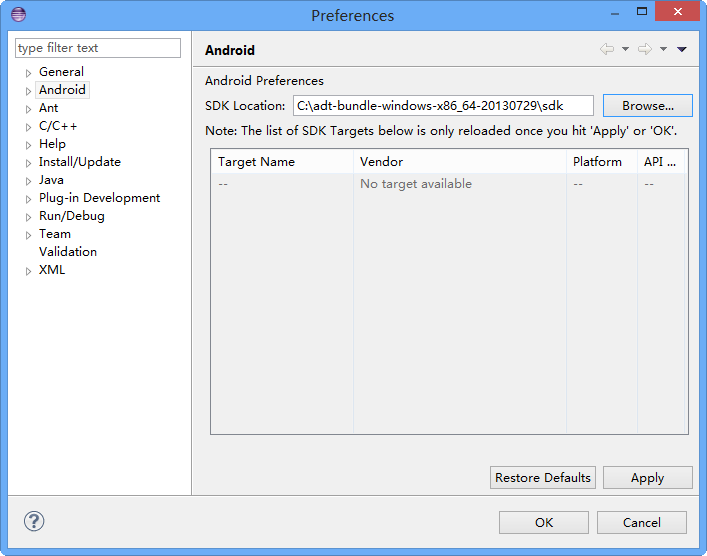 Preferences
type filter text
General
Android
Ant
C/C++
Help
Install/Update
Java
Plug-in Development
Run/Debug
Team
Validation
XML
Android
Android Preferences
SDK Location: C:\adt-bundle-windows-x86_64-20130729\sdk Browse...
Note: The list of SDK Targets below is only reloaded once you hit 'Apply' or 'OK'.
Target Name Vendor Platform API ...
-- No target available -- --
Restore Defaults Apply
? OK Cancel